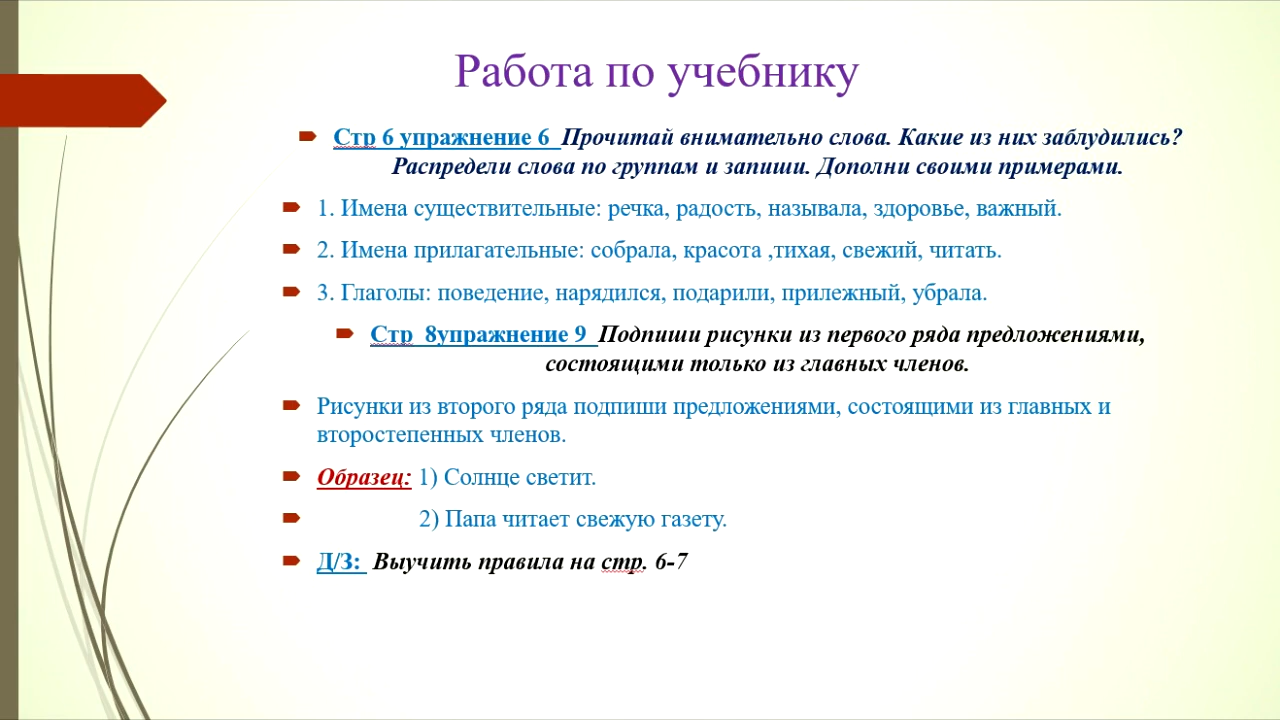 Работа по учебнику
Стр 6 упражнение 6 Прочитай внимательно слова. Какие из них заблудились?
Распредели слова по группам и запиши. Дополни своими примерами.
1. Имена существительные: речка, радость, называла, здоровье, важный.
2. Имена прилагательные: собрала, красота ,тихая, свежий, читать.
3. Глаголы: поведение, нарядился, подарили, прилежный, убрала.
Стр 8упражнение 9 Подпиши рисунки из первого ряда предложениями,
состоящими только из главных членов.
Рисунки из второго ряда подпиши предложениями, состоящими из главных и
второстепенных членов.
Образец: 1) Солнце светит.
2) Папа читает свежую газету.
Д/З: Выучить правила на стр. 6-7